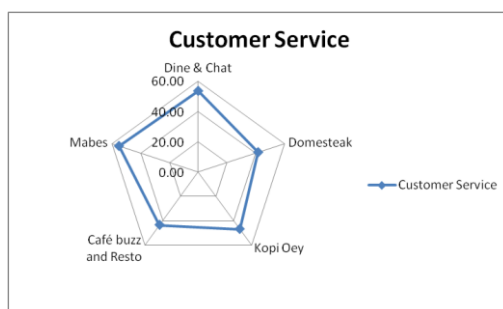 Customer Service
Dine & Chat
60.00
40.00
20.00
0.00
Mabes
Domesteak
Customer Service
Café buzz
and Resto
Kopi Oey